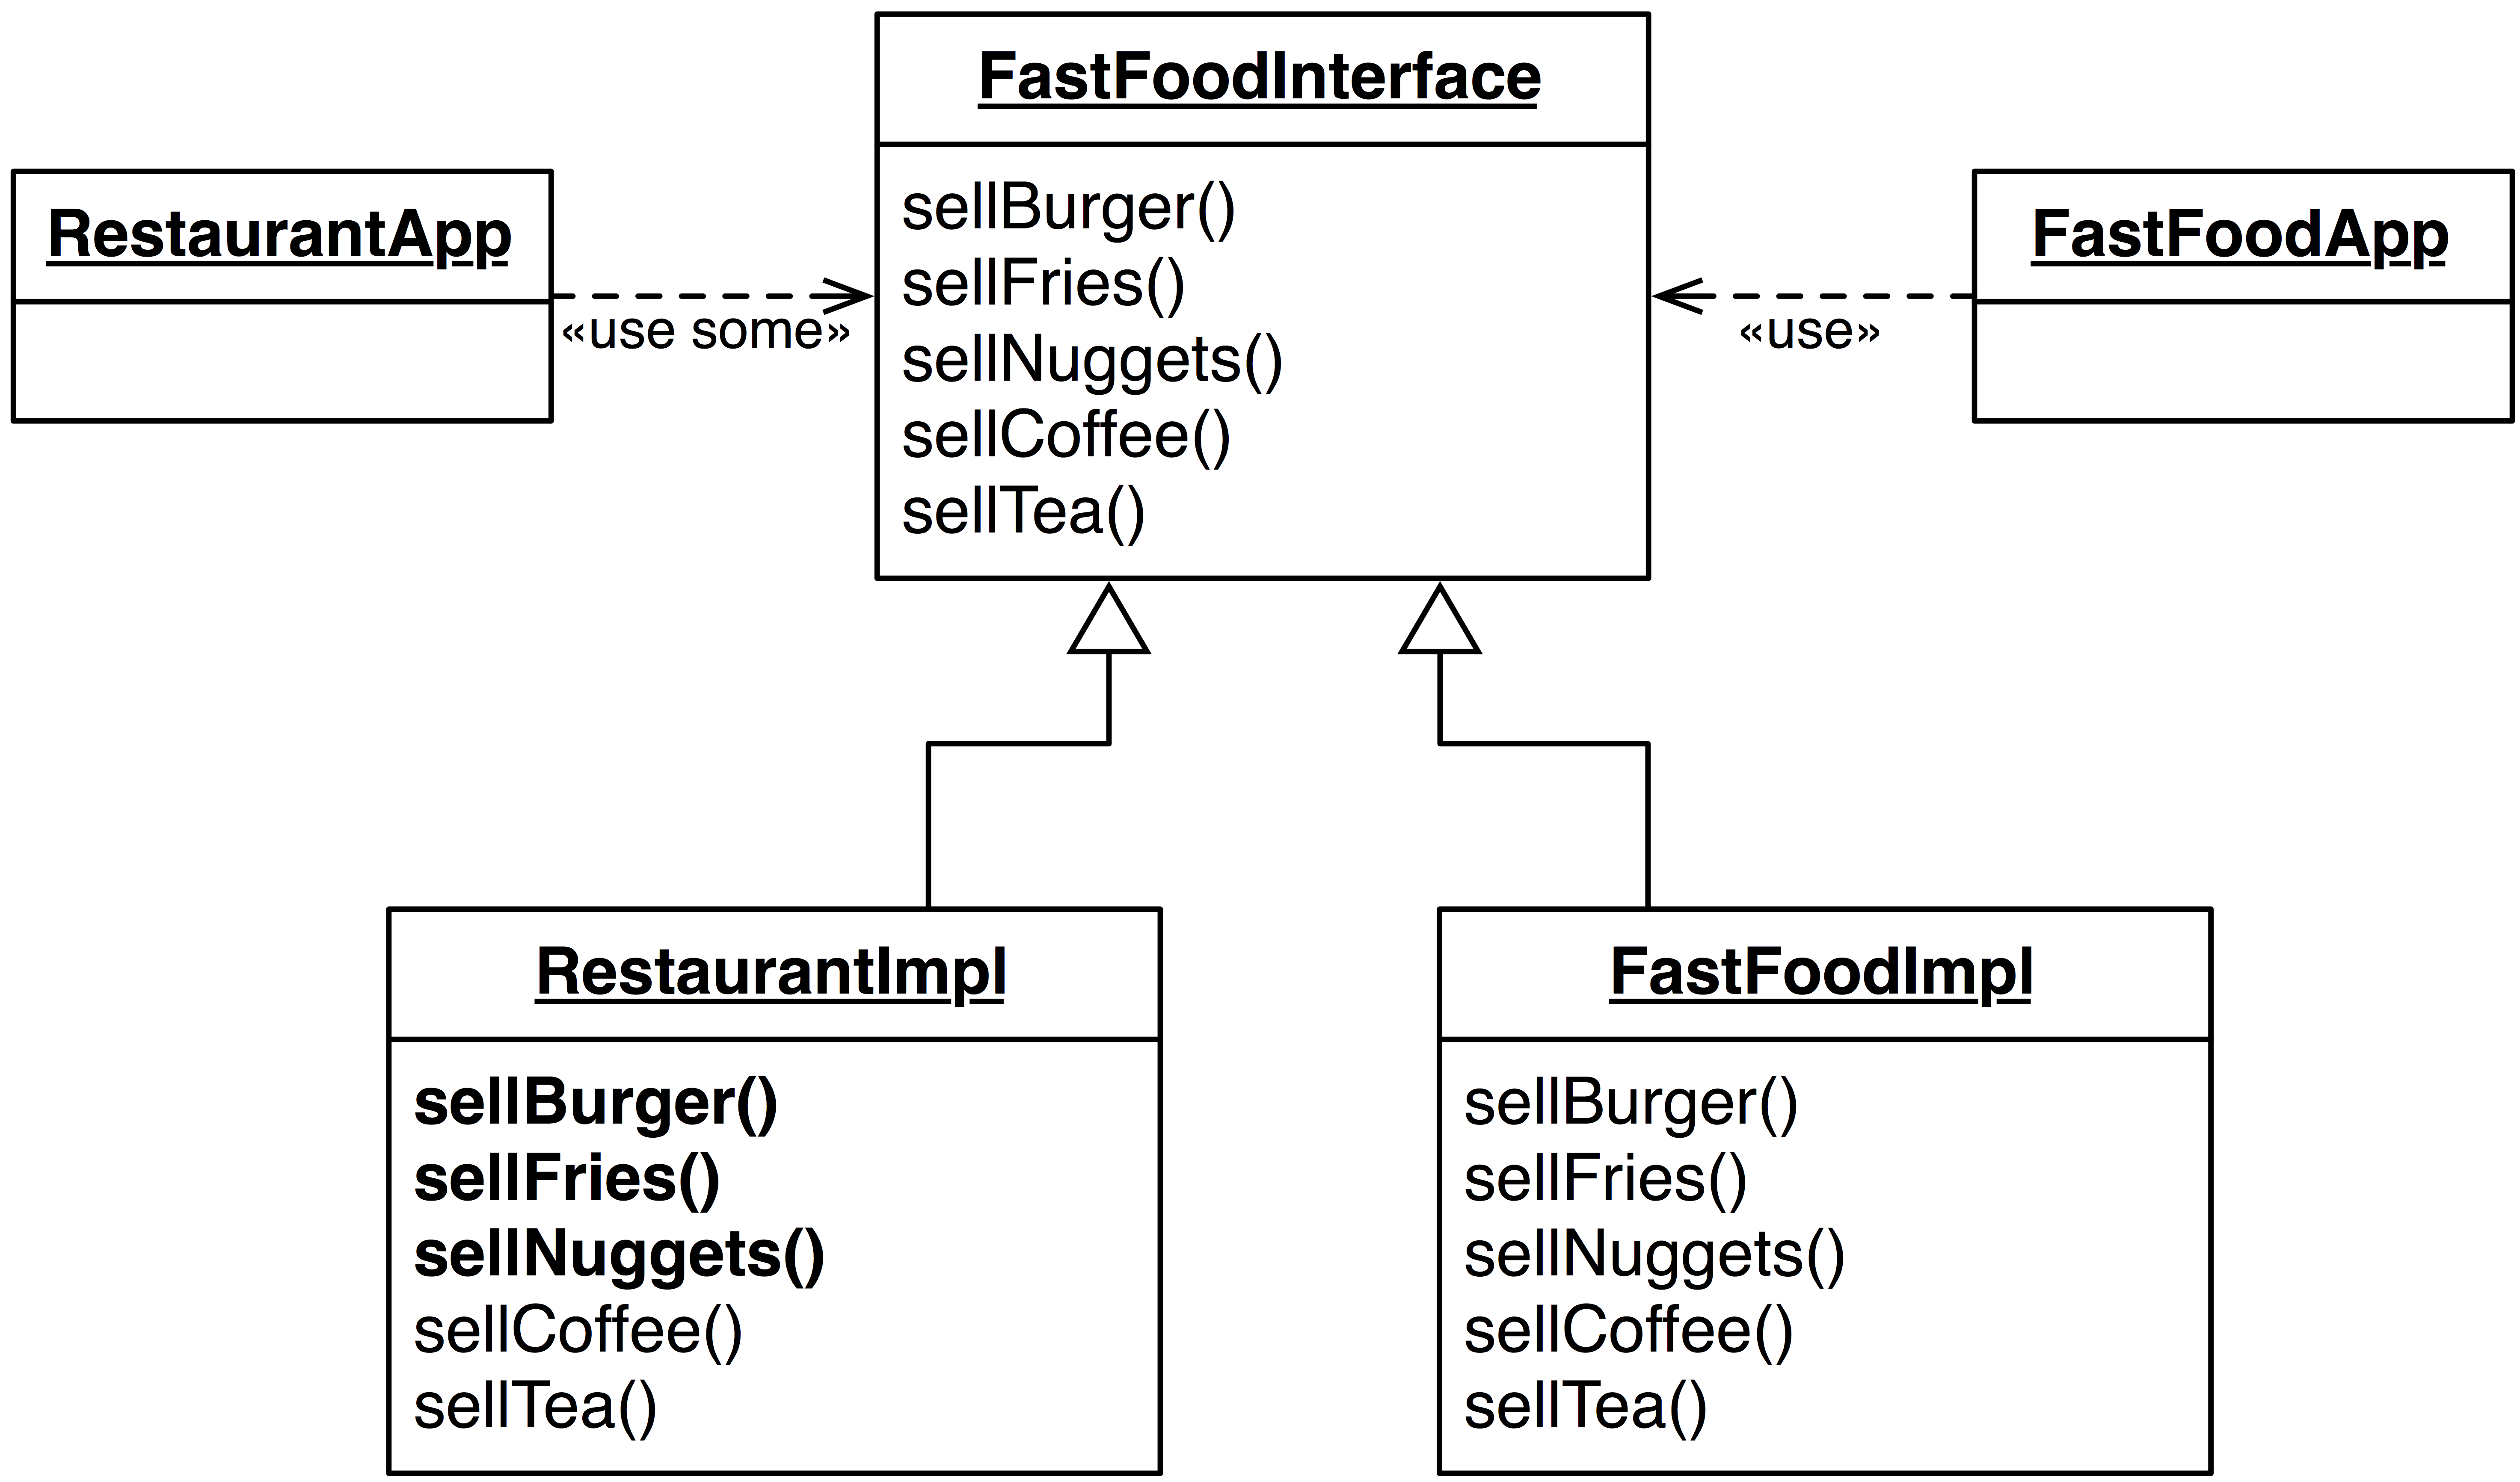 FastFoodInterface
sellBurger()
sellFries()
sellNuggets()
sellCoffee()
sellTea()
RestaurantApp
«use some»
FastFoodApp
«use»
RestaurantImpl
sellBurger()
sellFries()
sellNuggets()
sellCoffee()
sellTea()
FastFoodImpl
sellBurger()
sellFries()
sellNuggets()
sellCoffee()
sellTea()